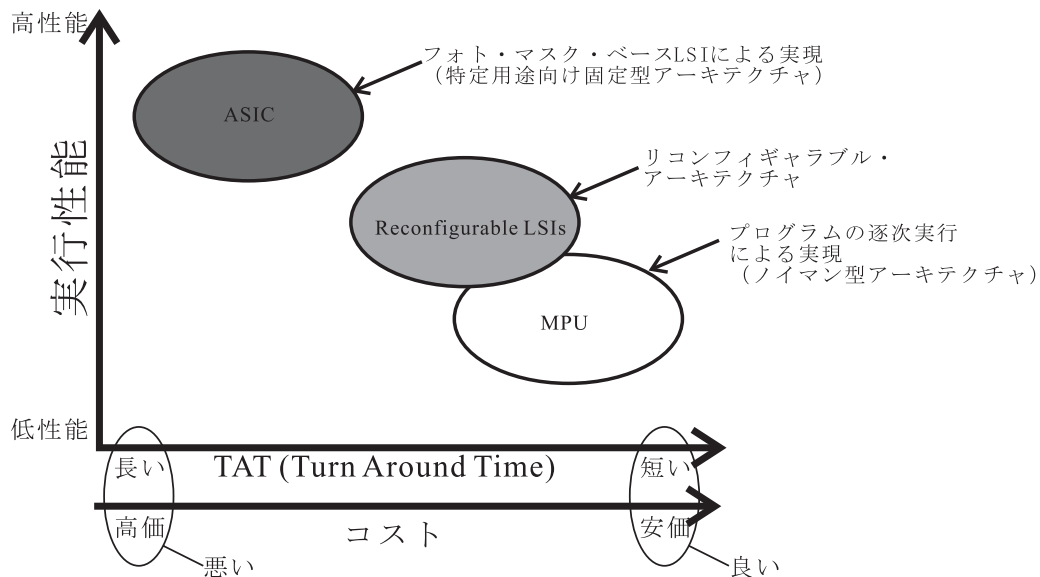 高性能
フォト・マスク・ベースLSIによる実現
（特定用途向け固定型アーキテクチャ）
ASIC
実行性能
リコンフィギャラブル・
アーキテクチャ
Reconfigurable LSIs
プログラムの逐次実行
による実現
（ノイマン型アーキテクチャ）
MPU
低性能
長い
TAT (Turn Around Time)
短い
高価
コスト
安価
悪い
良い